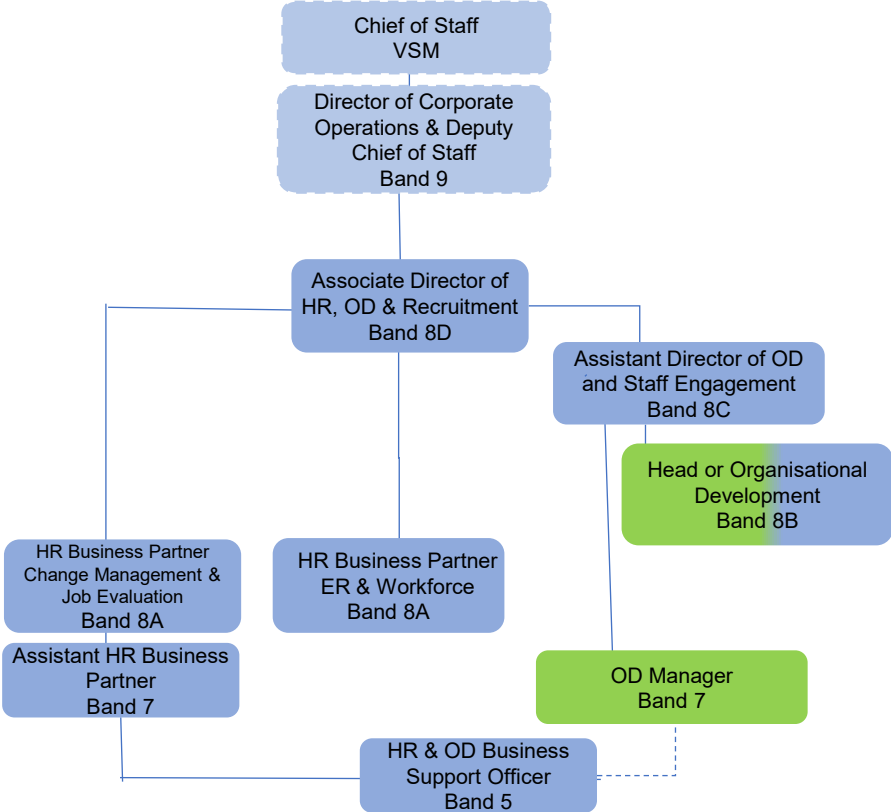 Chief of Staff
VSM
Director of Corporate
Operations & Deputy
Chief of Staff
Band 9
Associate Director of
HR, OD & Recruitment
Band 8D
Assistant Director of OD
and Staff Engagement
Band 8C
Head or Organisational
Development
Band 8B
HR Business Partner
Change Management &
Job Evaluation
Band 8A
HR Business Partner
ER & Workforce
Band 8A
Assistant HR Business
Partner
Band 7
OD Manager
Band 7
HR & OD Business
Support Officer
Band 5